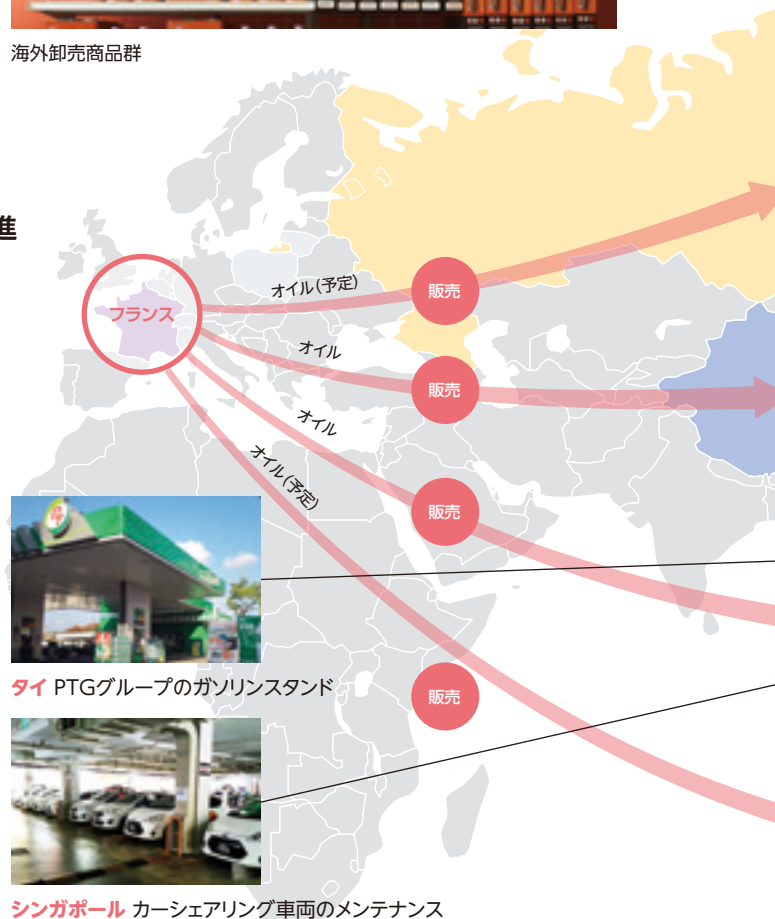 海外卸売商品群
進
オイル(予定)
販売
フランス
オイル
販売
オイル
オイル(予定)
販売
タイ PTGグループのガソリンスタンド
販売
シンガポール カーシェアリング車両のメンテナンス